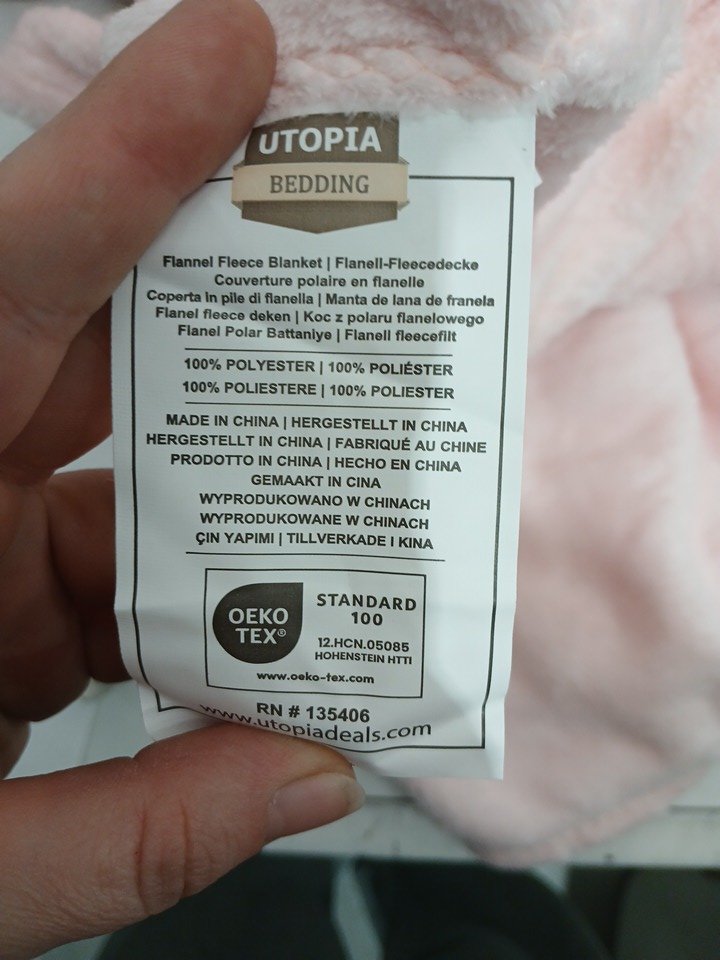 UTOPIA
BEDDING
Flannel Fleece Blanket | Flanell-Fleecedecke
Couverture polaire en flanelle
Coperta in pile di flanella | Manta de lana de franela
Flanel fleece deken | Koc z polaru flanelowego
Flanel Polar Battaniye | Flanell fleecefilt
100% POLYESTER | 100% POLIÉSTER
100% POLIESTERE | 100% POLIESTER
MADE IN CHINA | HERGESTELLT IN CHINA
HERGESTELLT IN CHINA | FABRIQUÉ AU CHINE
PRODOTTO IN CHINA | HECHO EN CHINA
GEMAAKT IN CINA
WYPRODUKOWANO W CHINACH
WYPRODUKOWANE W CHINACH
ÇIN YAPIMI | TILLVERKADE I KINA
OEKO
TEX®
STANDARD
100
12.HCN.05085
HOHENSTEIN HTTI
www.oeko-tex.com
RN # 135406
www.utopiadeals.com